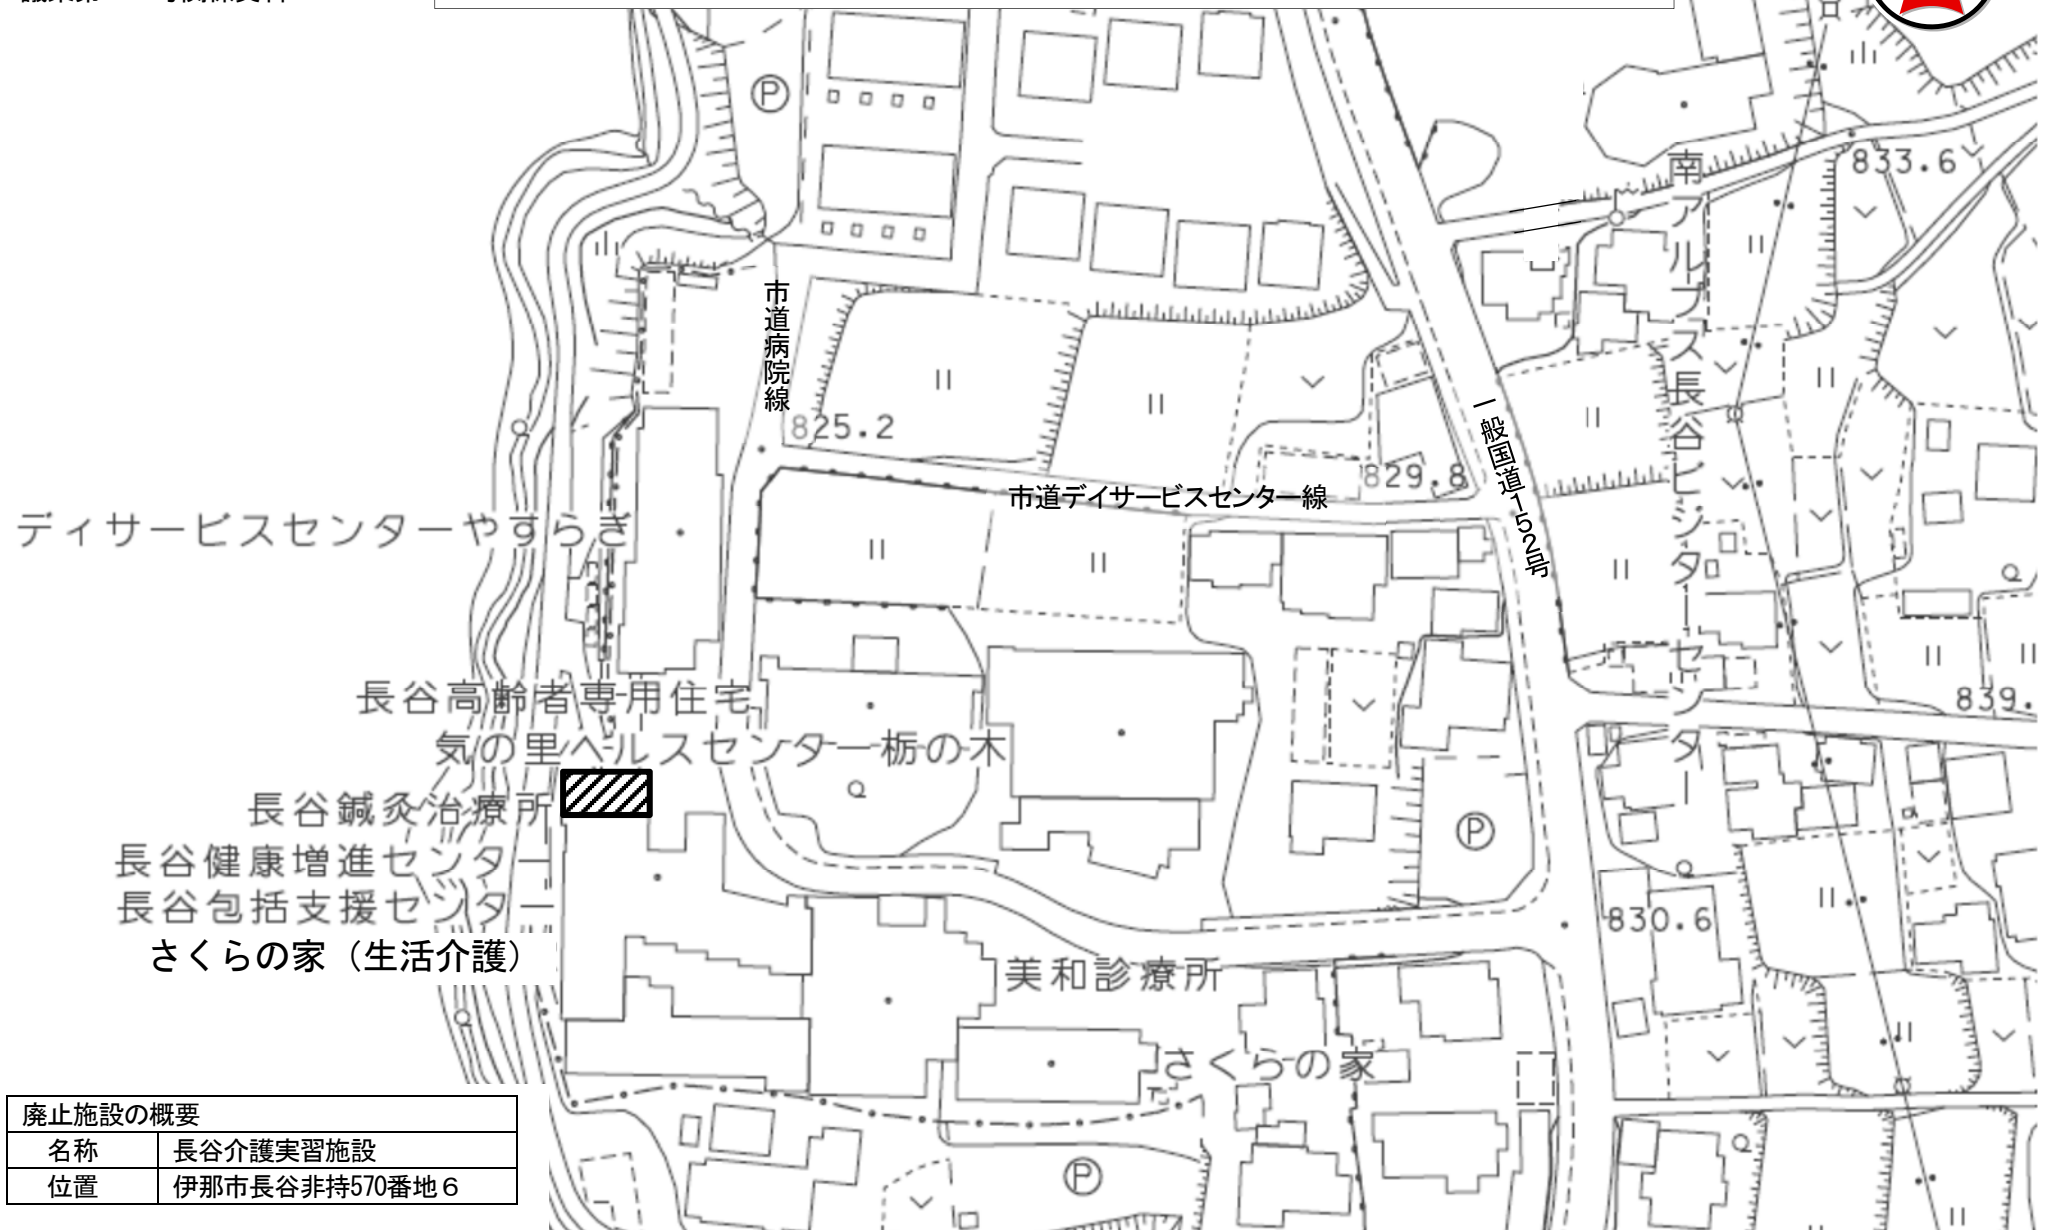 P
833.6
南アルプス長谷ビジターセンター
市道病院線
825.2
一般国道152号
829.8
市道デイサービスセンター線
ディサービスセンターやすらぎ
839.
長谷高齢者専用住宅
気の里ヘルスセンター栃の木
長谷鍼灸治療所
P
長谷健康増進センター
長谷包括支援センター
830.6
さくらの家（生活介護）
美和診療所
さくらの家
廃止施設の概要
名称 長谷介護実習施設
位置 伊那市長谷非持570番地６
P